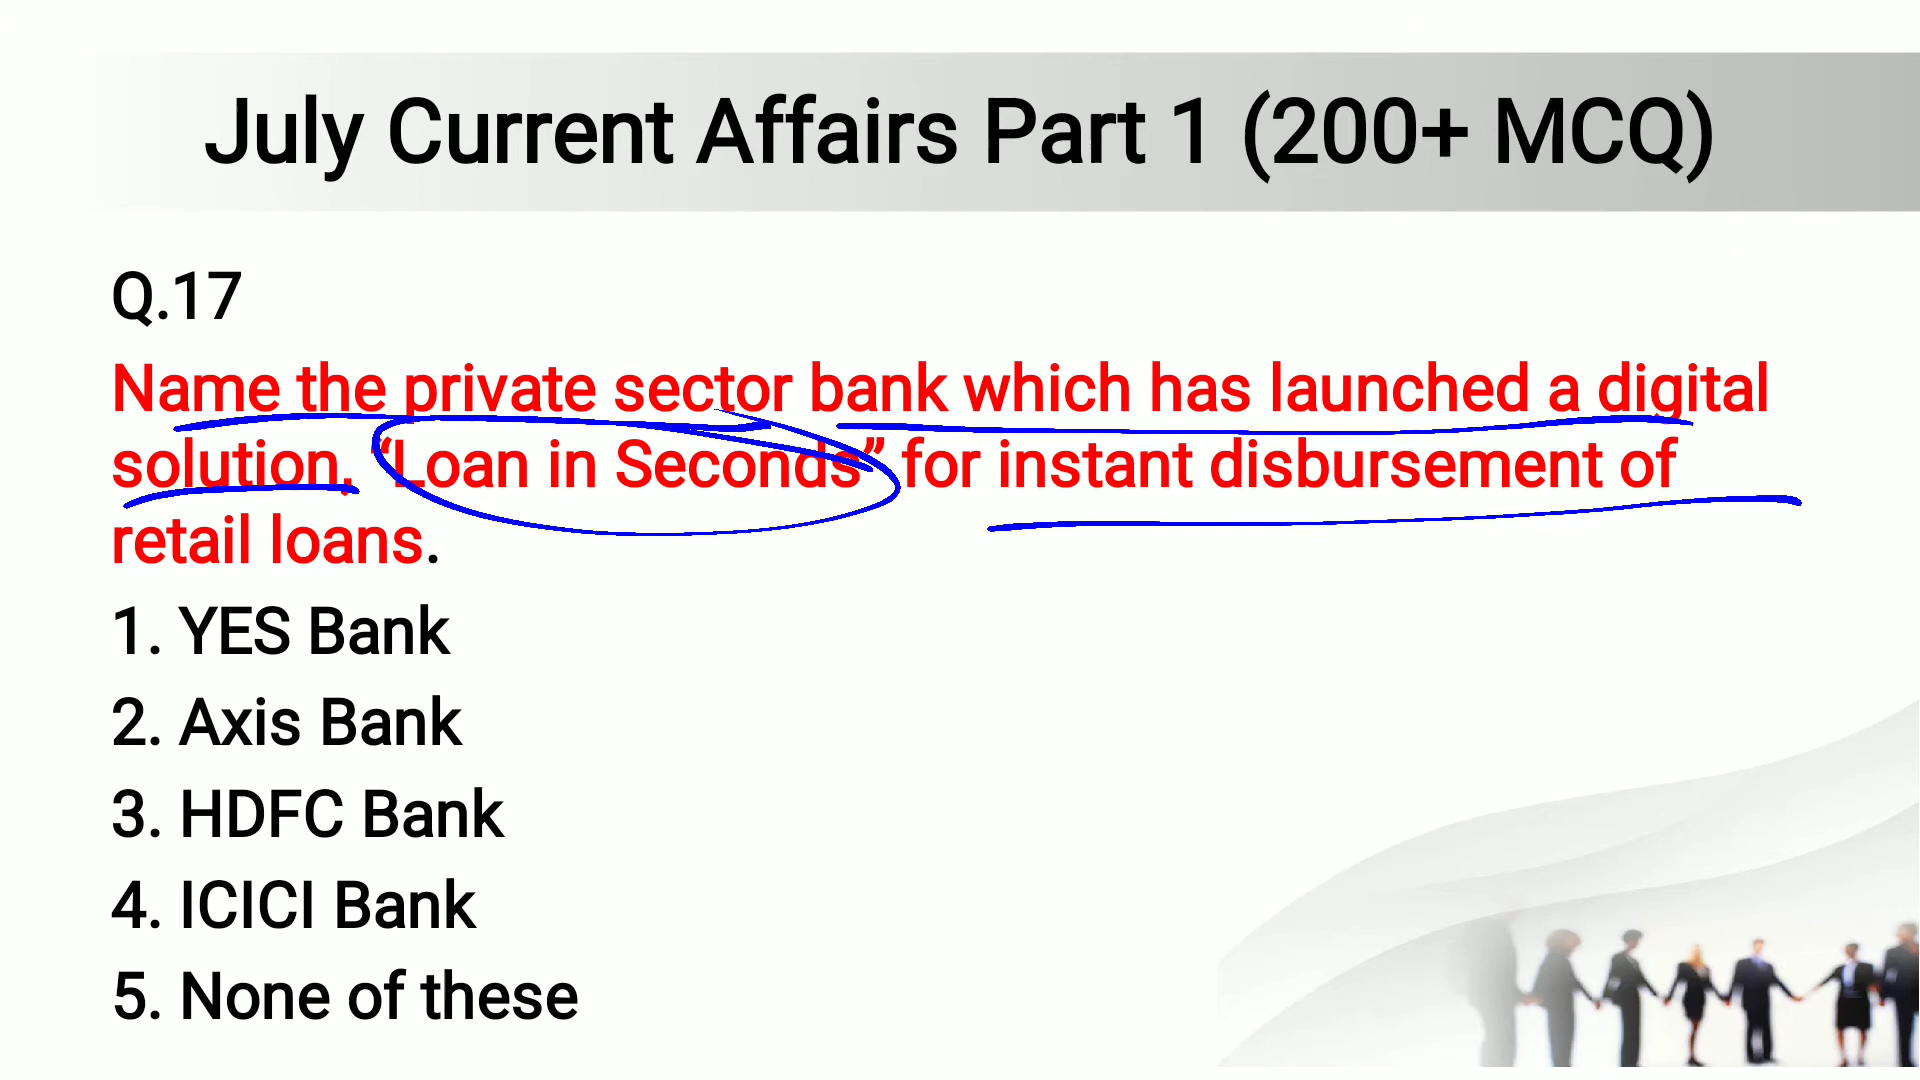 July Current Affairs Part 1 (200+ MCQ)
Q.17
Name the private sector bank which has launched a digital
solution, “Loan in Seconds” for instant disbursement of
retail loans.
1. YES Bank
2. Axis Bank
3. HDFC Bank
4. ICICI Bank
5. None of these